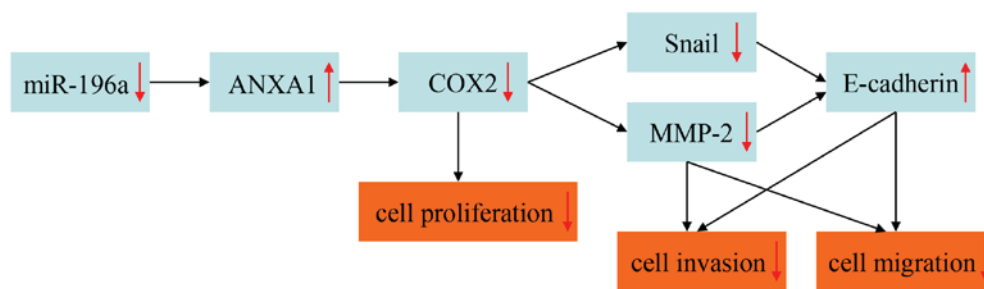 miR-196a
ANXA1
COX2
Snail
MMP-2
E-cadherin
cell proliferation
cell invasion
cell migration